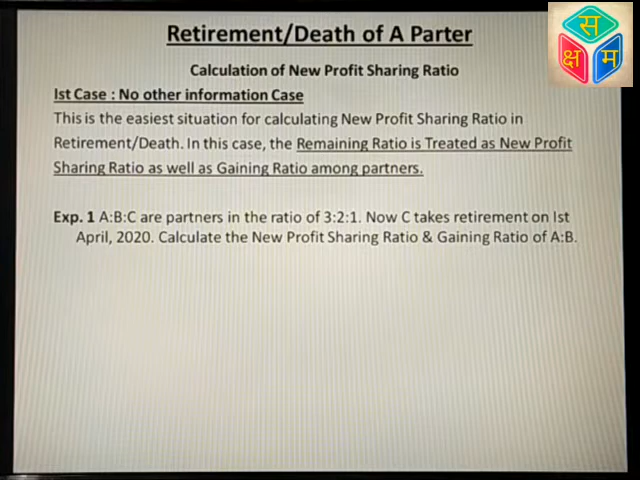 Retirement/Death of A Parter
स
क्ष म
Calculation of New Profit Sharing Ratio
Ist Case : No other information Case
This is the easiest situation for calculating New Profit Sharing Ratio in
Retirement/Death. In this case, the Remaining Ratio is Treated as New Profit
Sharing Ratio as well as Gaining Ratio among partners.
Exp. 1 A:B:C are partners in the ratio of 3:2:1. Now C takes retirement on Ist
April, 2020. Calculate the New Profit Sharing Ratio & Gaining Ratio of A:B.